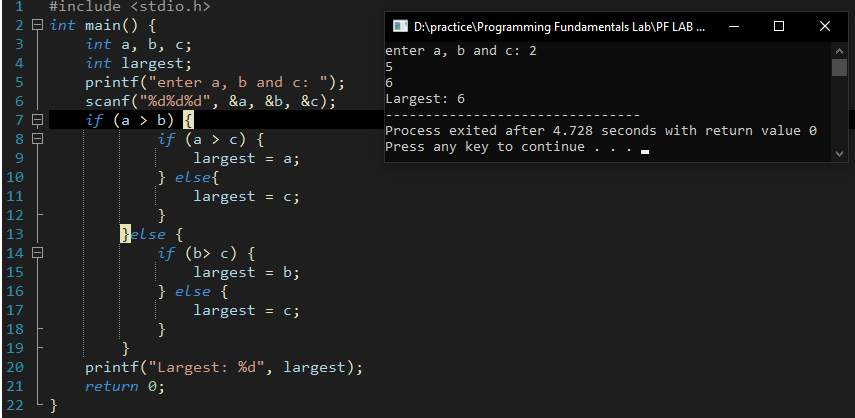 1 #include <stdio.h>
2 int main() {
3 int a, b, c;
4 int largest;
5 printf("enter a, b and c: ");
6 scanf("%d%d%d", &a, &b, &c);
7 if (a > b) {
8 if (a > c) {
9 largest = a;
10 } else{
11 largest = c;
12 }
13 }else {
14 if (b> c) {
15 largest = b;
16 } else {
17 largest = c;
18 }
19 }
20 printf("Largest: %d", largest);
21 return 0;
22 }
D:\practice\Programming Fundamentals Lab\PF LAB ...
enter a, b and c: 2
5
6
Largest: 6
--------------------------------
Process exited after 4.728 seconds with return value 0
Press any key to continue . . .